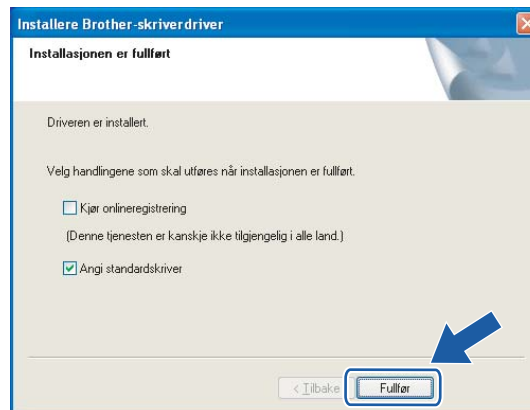 Installere Brother-skriverdriver
Installasjonen er fullført
Driveren er installert.
Velg handlingene som skal utføres når installasjonen er fullført.
Kjør onlineregistrering
(Denne tjenesten er kanskje ikke tilgjengelig i alle land.)
Angi standardskriver
< Tilbake Fullfør